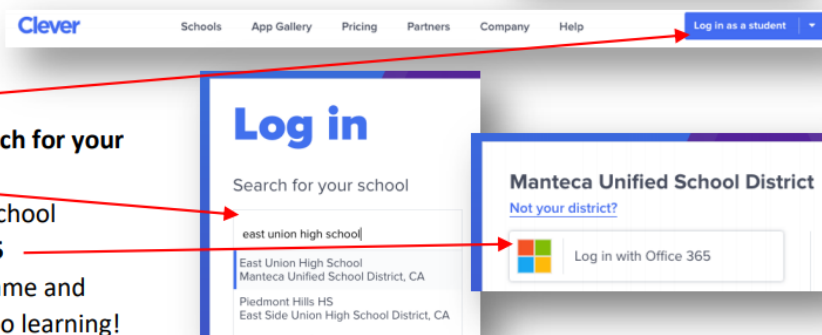 Clever
Schools App Gallery Pricing Partners Company Help Log in as a student
ch for your
chool
5
me and
o learning!
Log in
Search for your school
east union high school
East Union High School
Manteca Unified School District, CA
Piedmont Hills HS
East Side Union High School District, CA
Manteca Unified School District
Not your district?
Log in with Office 365